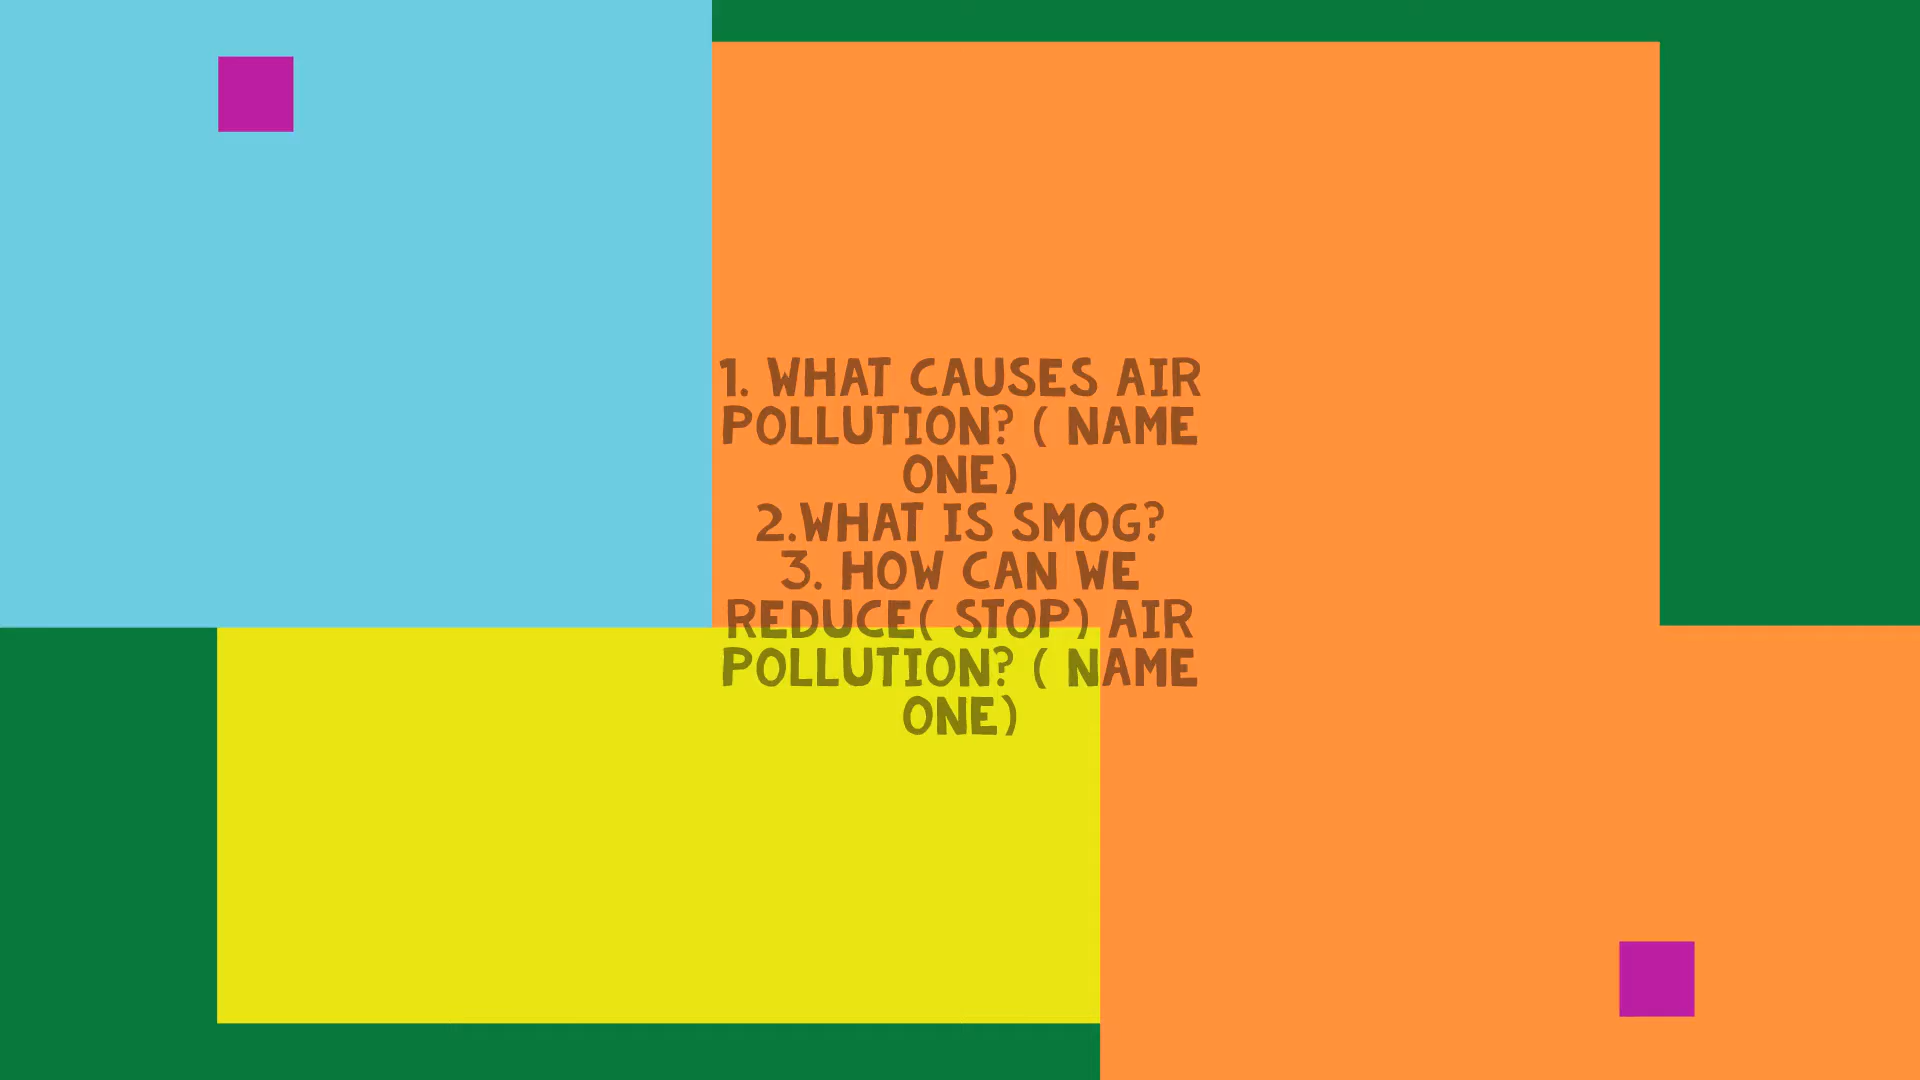 1. WHAT CAUSES AIR
POLLUTION? ( NAME
ONE)
2.WHAT IS SMOG?
3. HOW CAN WE
REDUCE( STOP) AIR
POLLUTION? ( NAME
ONE)